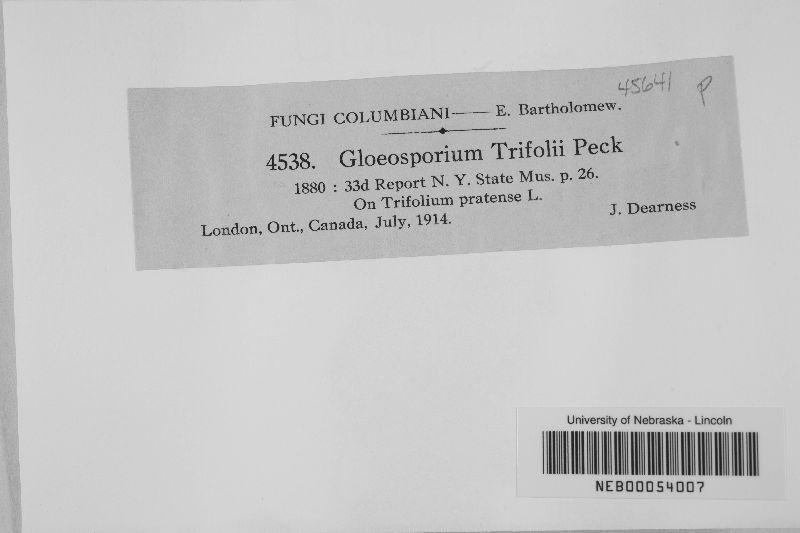 45641 p
FUNGI COLUMBIANI—— E. Bartholomew.
4538. Gloeosporium Trifolii Peck
1880 : 33d Report N. Y. State Mus. p. 26.
On Trifolium pratense L.
London, Ont., Canada, July, 1914. J. Dearness
University of Nebraska - Lincoln
NEB00054007